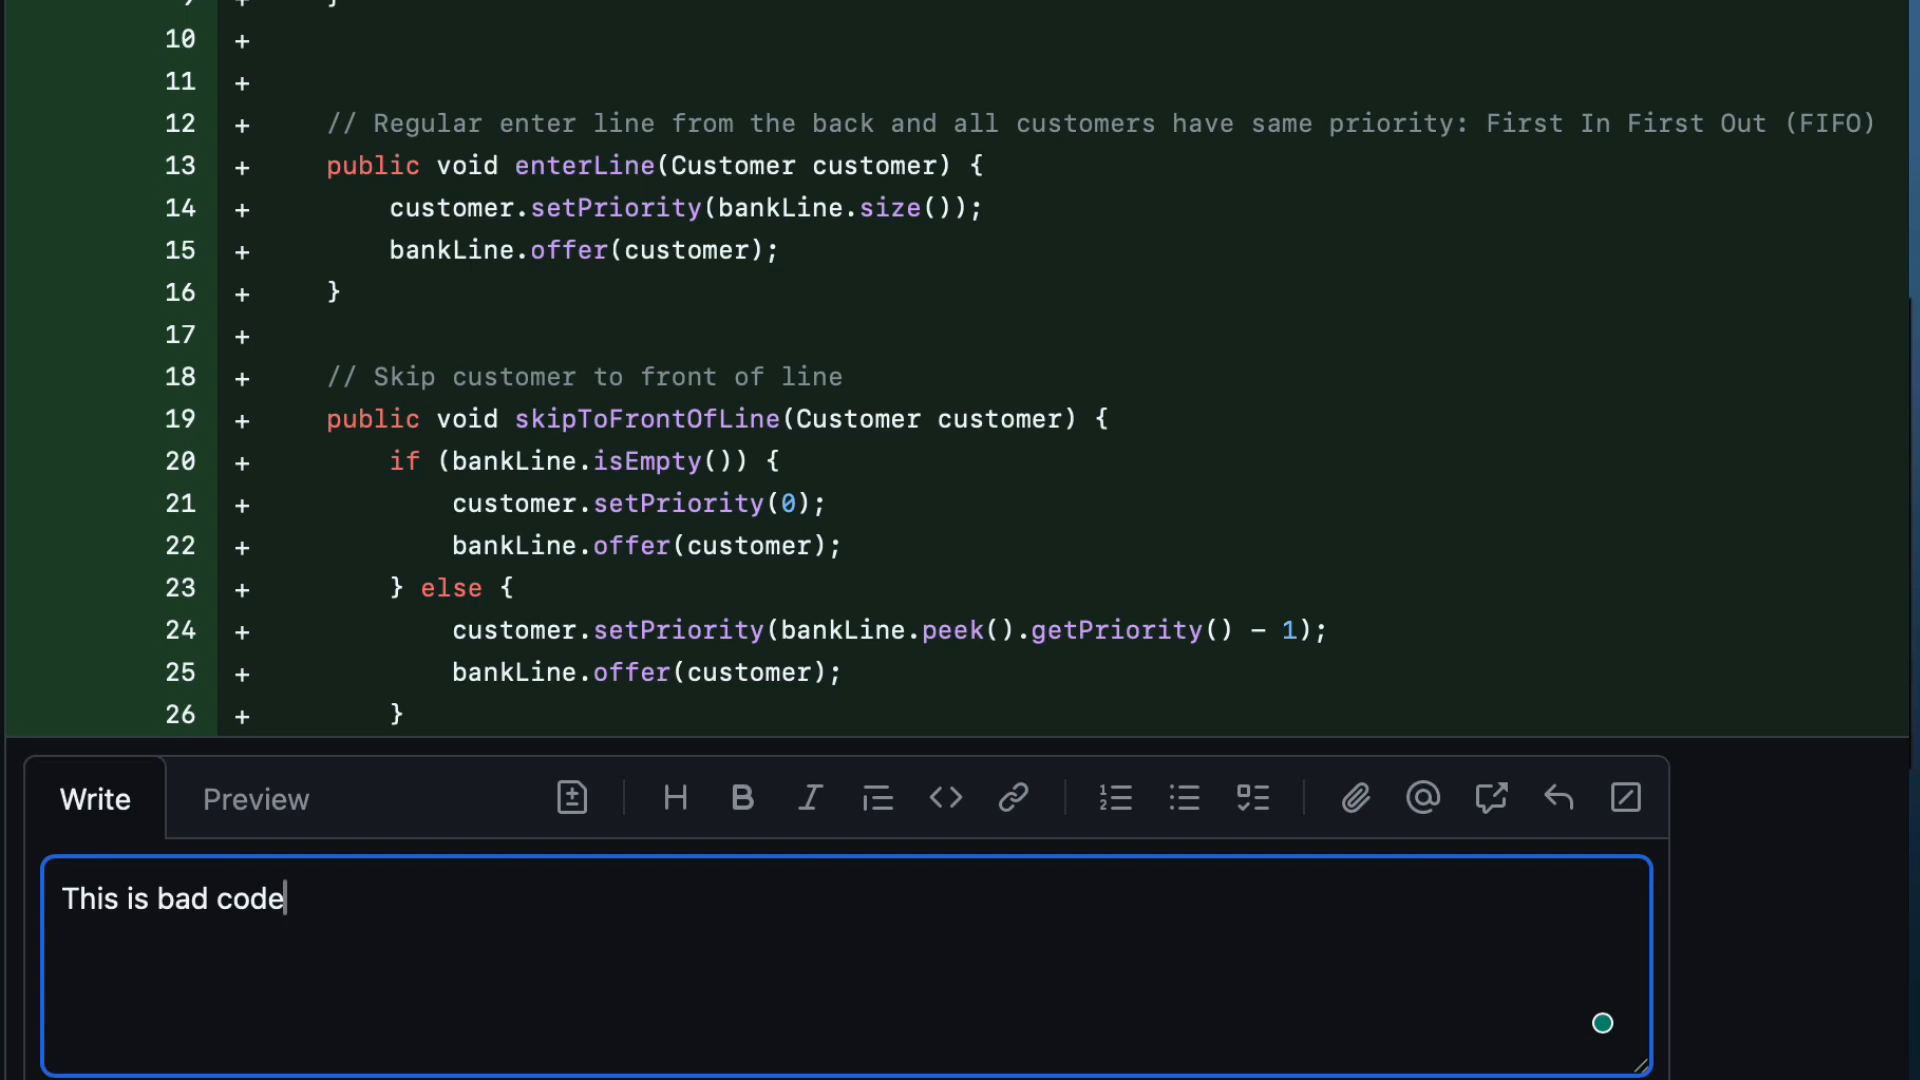 9 + }
10 +
11 +
12 + // Regular enter line from the back and all customers have same priority: First In First Out (FIFO)
13 + public void enterLine(Customer customer) {
14 + customer.setPriority(bankLine.size());
15 + bankLine.offer(customer);
16 + }
17 +
18 + // Skip customer to front of line
19 + public void skipToFrontOfLine(Customer customer) {
20 + if (bankLine.isEmpty()) {
21 + customer.setPriority(0);
22 + bankLine.offer(customer);
23 + } else {
24 + customer.setPriority(bankLine.peek().getPriority() - 1);
25 + bankLine.offer(customer);
26 + }
Write Preview
This is bad code